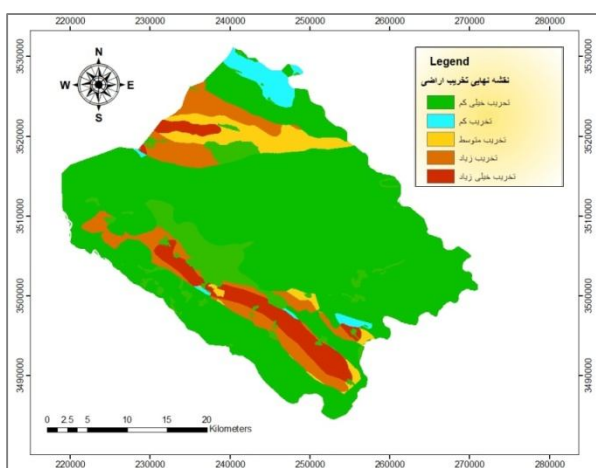 220000 230000 240000 250000 260000 270000 280000
3530000
3520000
3510000
3500000
3490000
N
W E
S
Legend
نقشه نهایی تخریب اراضی
تخریب خیلی کم
تخریب کم
تخریب متوسط
تخریب زیاد
تخریب خیلی زیاد
3530000
3520000
3510000
3500000
3490000
0 2.5 5 10 15 20
Kilometers
220000 230000 240000 250000 260000 270000 280000